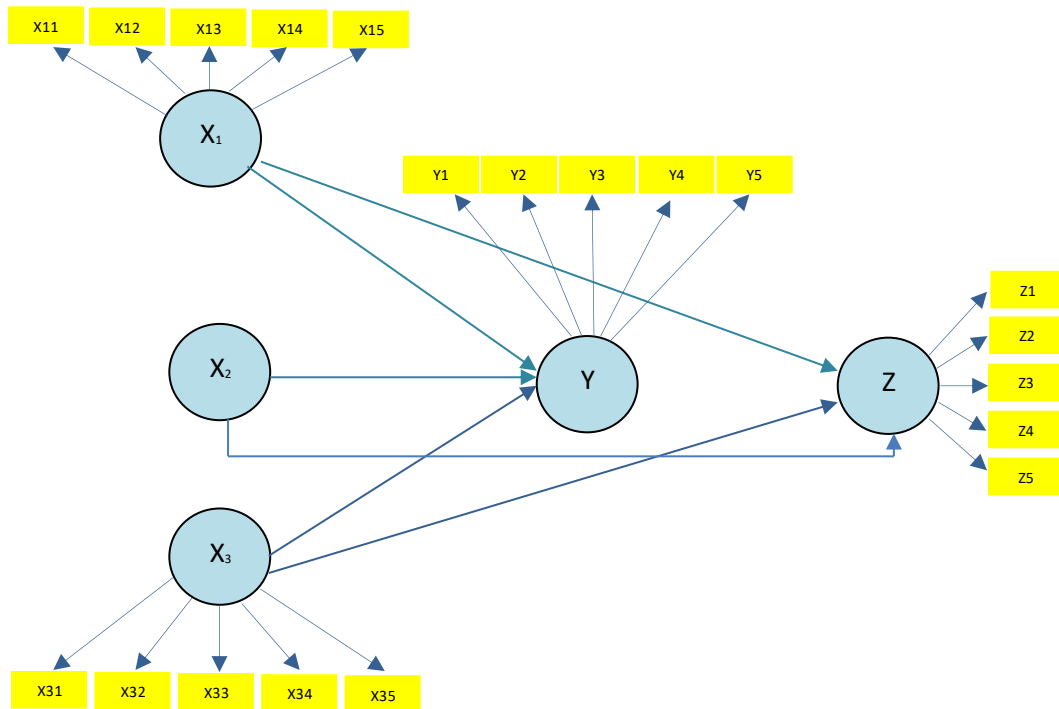 X11 X12 X13 X14 X15
X₁
Y1 Y2 Y3 Y4 Y5
Z1
Z2
X₂ Y Z Z3
Z4
Z5
X₃
X31 X32 X33 X34 X35